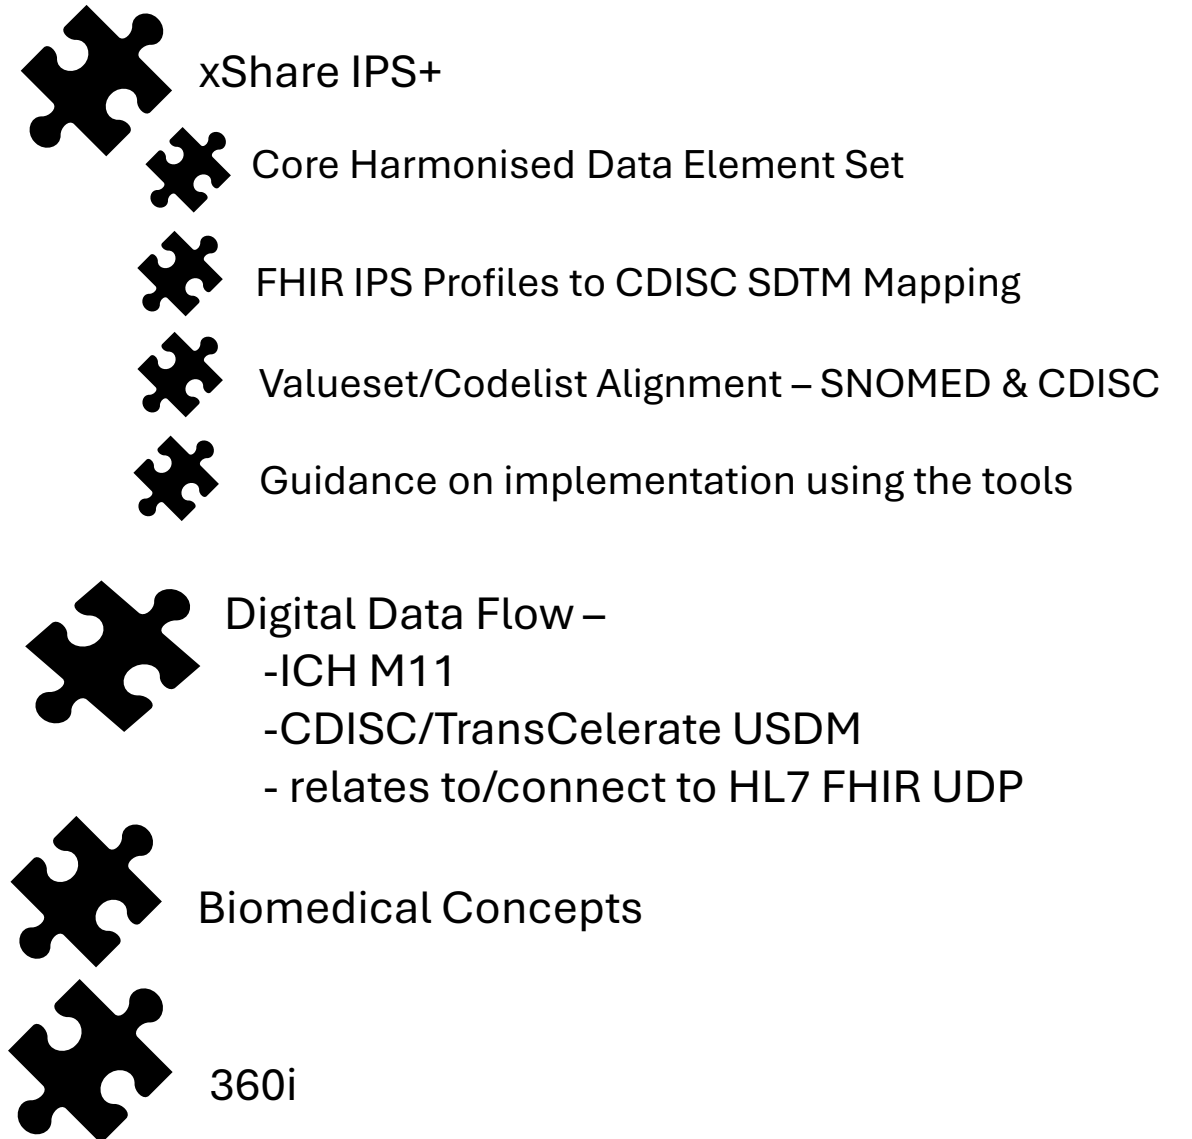 xShare IPS+
Core Harmonised Data Element Set
FHIR IPS Profiles to CDISC SDTM Mapping
Valueset/Codelist Alignment – SNOMED & CDISC
Guidance on implementation using the tools
Digital Data Flow –
-ICH M11
-CDISC/TransCelerate USDM
- relates to/connect to HL7 FHIR UDP
Biomedical Concepts
360i